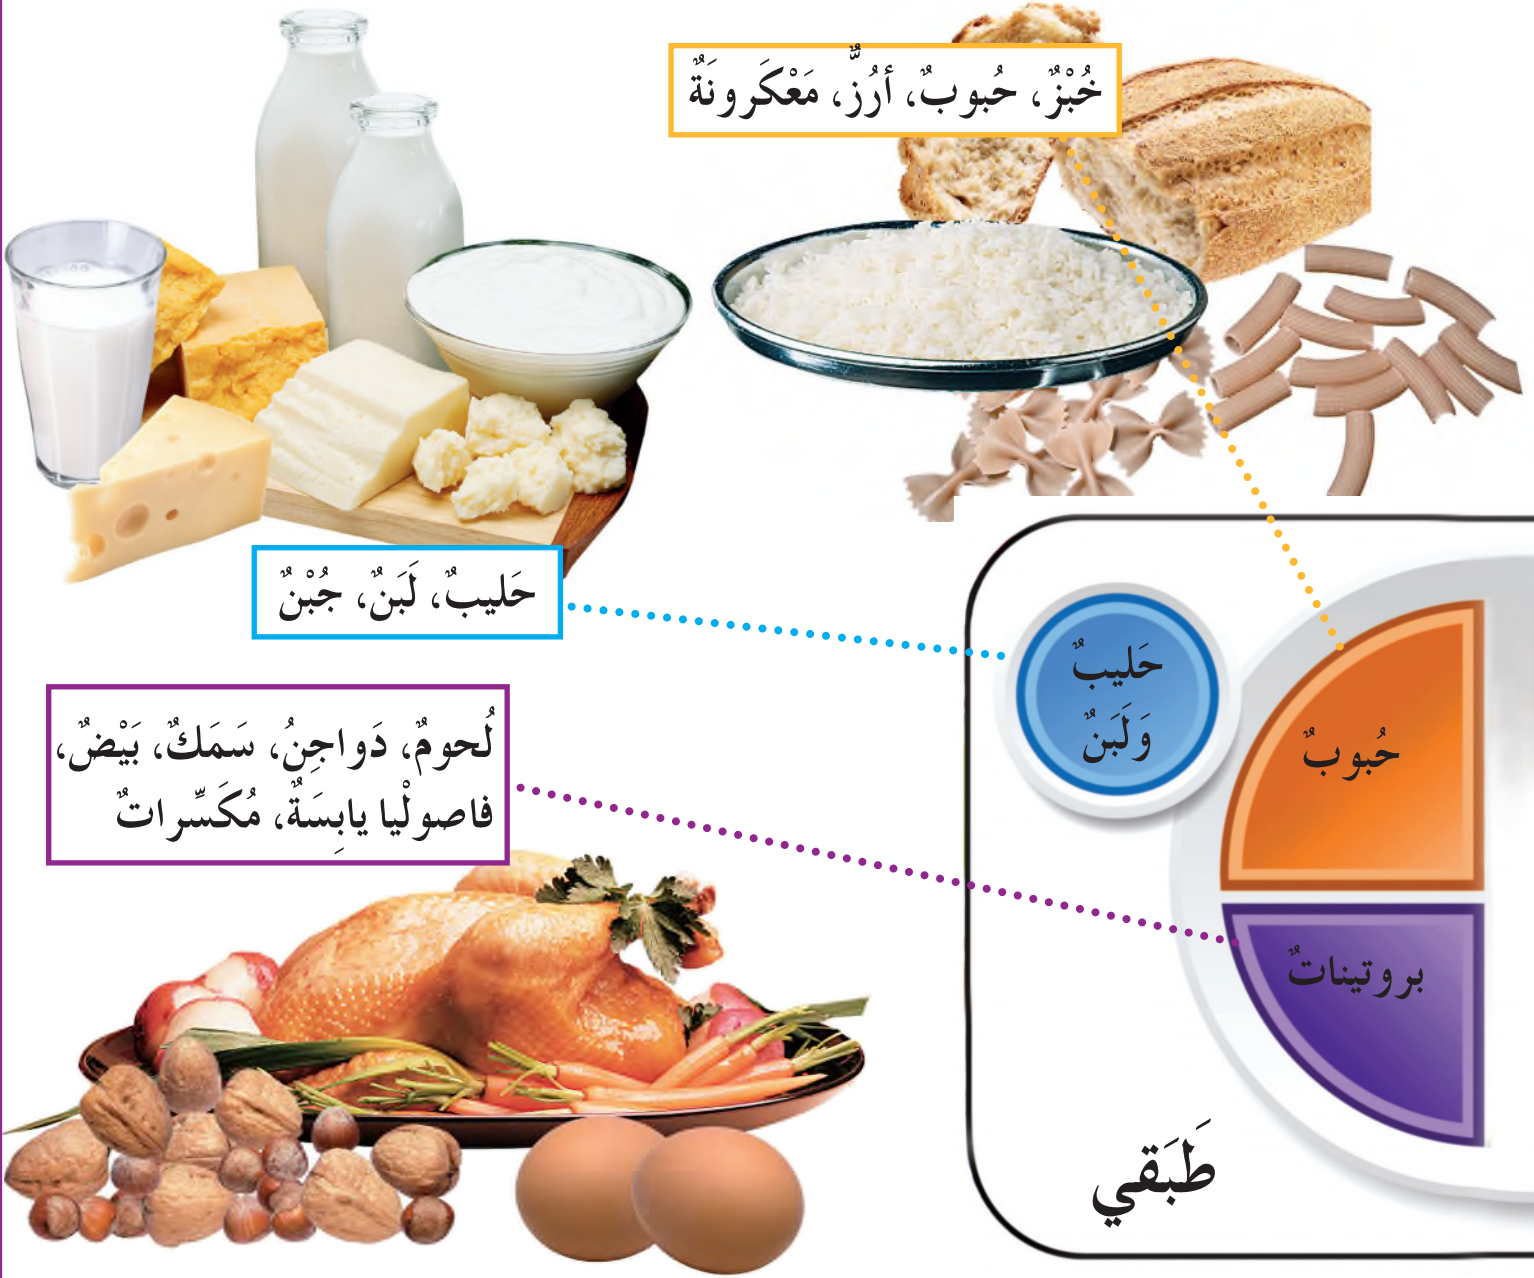 خُبْزٌ، حُبوبٌ، أرُزٌّ، مَعْكَرونَةٌ
حَليبٌ، لَبَنٌ، جُبْنٌ
حَليبٌ
وَلَبَنٌ
حُبوبٌ
لُحومٌ، دَواجِنُ، سَمَكٌ، بَيْضٌ،
فاصولْيا يابِسَةٌ، مُكَسِّراتٌ
بروتيناتٌ
طَبَقي